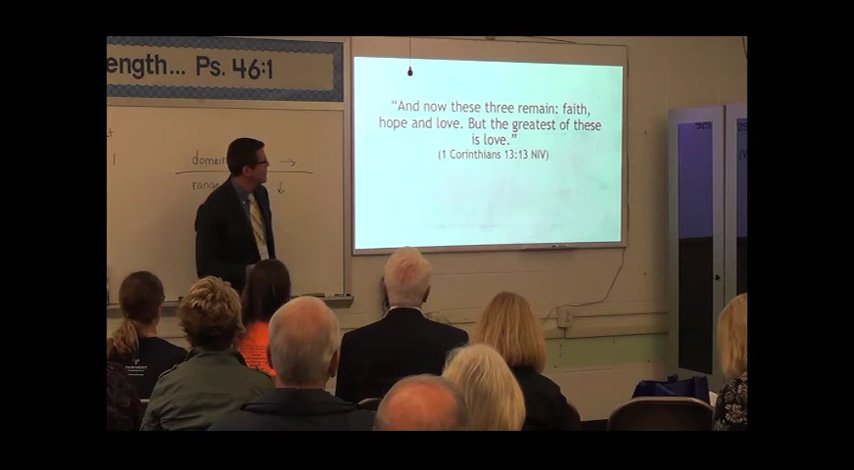 ength... Ps. 46:1
"And now these three remain: faith,
hope and love. But the greatest of these
is love."
(1 Corinthians 13:13 NIV)
domain
range